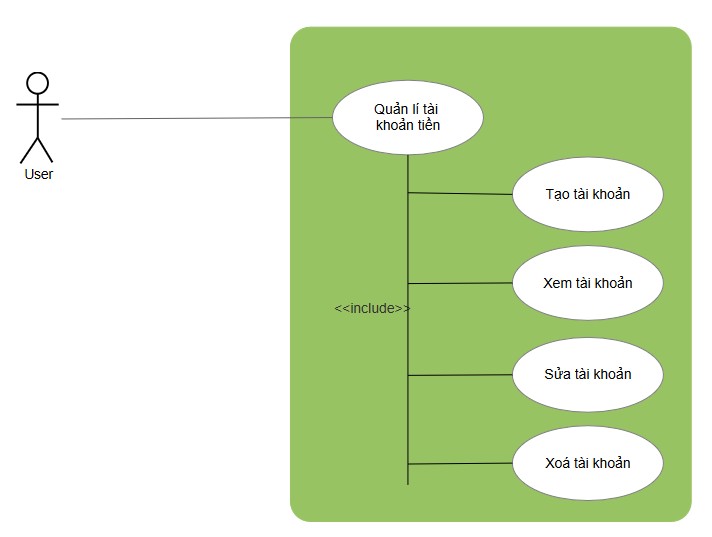 Quản lí tài
khoản tiền
User
Tạo tài khoản
Xem tài khoản
<<include>>
Sửa tài khoản
Xoá tài khoản